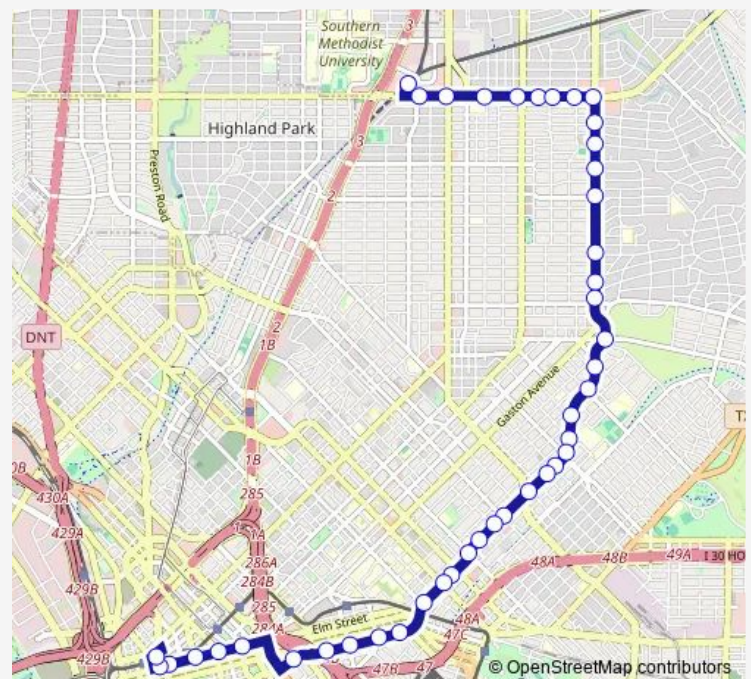 Southern
Methodist
University
3
Highland Park
3
Preston Road
2
2
1B
DNT
Gaston Avenue
1B
430A
285
429A
1A
286A
284B
429B
285
284A
Elm Street
48A
47C
48A
48B
49A
I 30 HO
429B
47B
47
© OpenStreetMap contributors